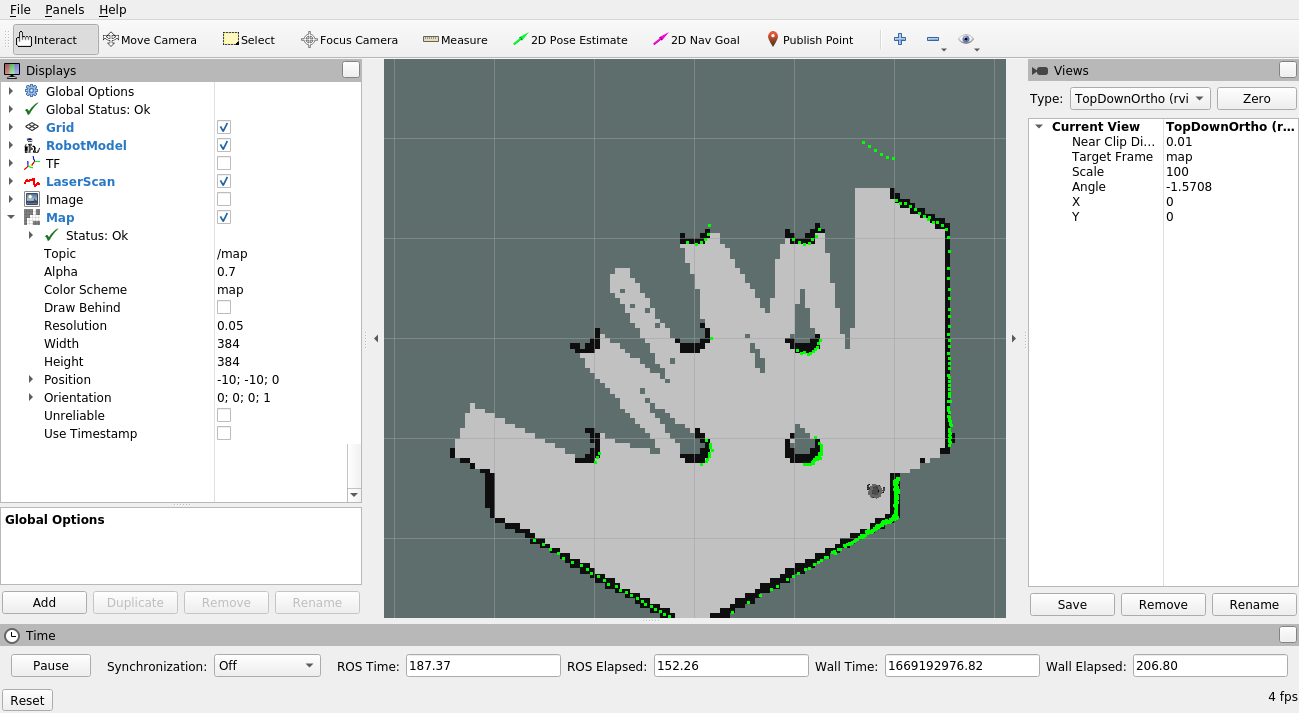 File Panels Help
Interact Move Camera Select Focus Camera Measure 2D Pose Estimate 2D Nav Goal Publish Point
Displays
Global Options
Global Status: Ok
Grid
RobotModel
TF
LaserScan
Image
Map
Status: Ok
Topic /map
Alpha 0.7
Color Scheme map
Draw Behind
Resolution 0.05
Width 384
Height 384
Position -10; -10; 0
Orientation 0; 0; 0; 1
Unreliable
Use Timestamp
Global Options
Add Duplicate Remove Rename
Views
Type: TopDownOrtho (rvi Zero
Current View TopDownOrtho (r...
Near Clip Di... 0.01
Target Frame map
Scale 100
Angle -1.5708
X 0
Y 0
Save Remove Rename
Time
Pause Synchronization: Off ROS Time: 187.37 ROS Elapsed: 152.26 Wall Time: 1669192976.82 Wall Elapsed: 206.80
Reset 4 fps